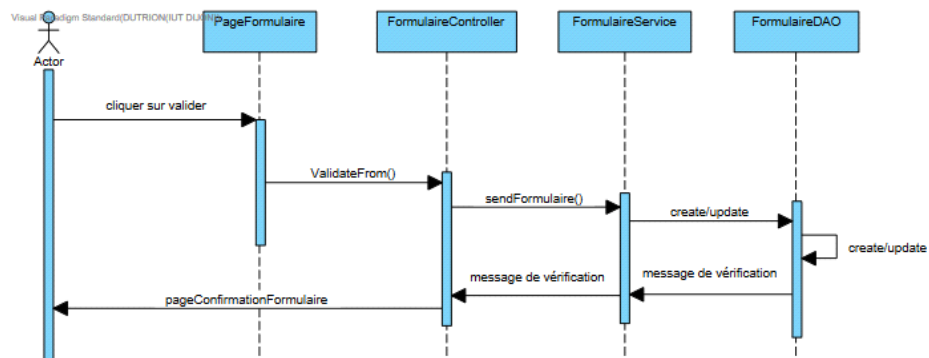 Visual Paradigm Standard(DUTRION(IUT DIJON))
PageFormulaire
FormulaireController
FormulaireService
FormulaireDAO
Actor
cliquer sur valider
ValidateFrom()
sendFormulaire()
create/update
create/update
message de vérification
message de vérification
pageConfirmationFormulaire